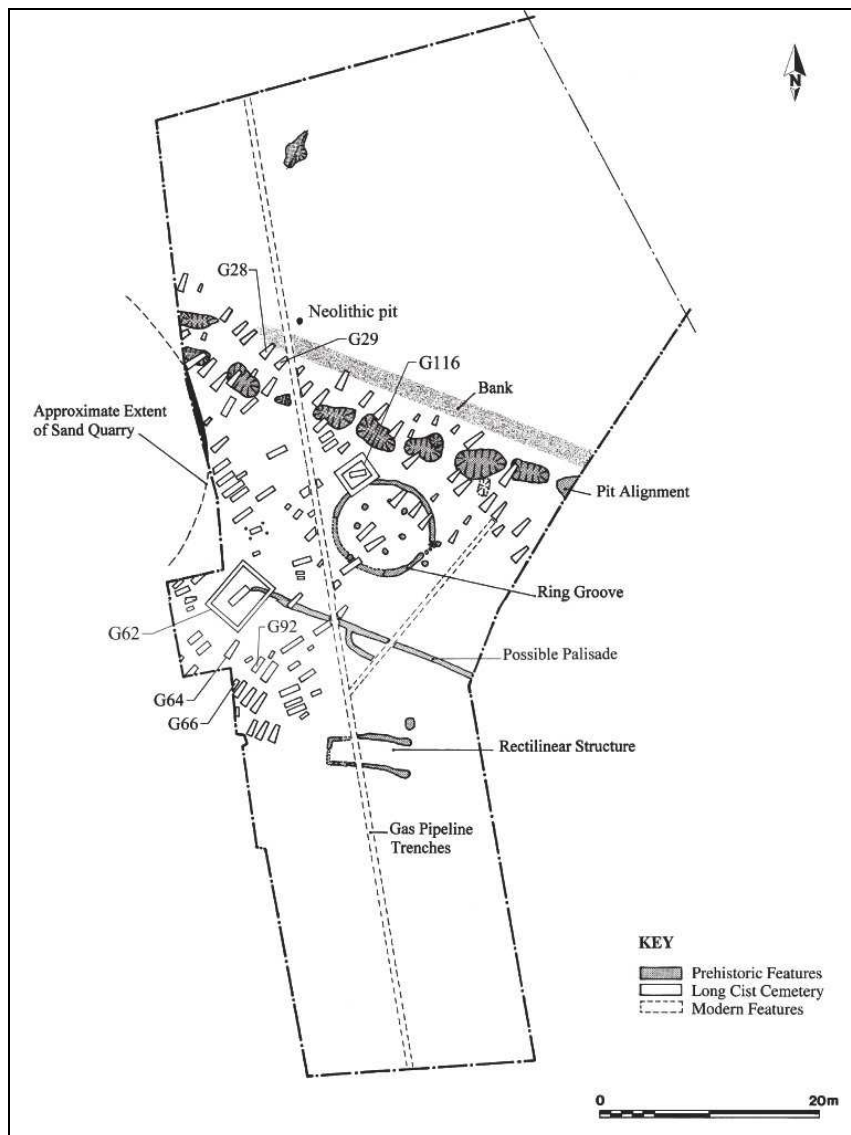 N
G28
Neolithic pit
G29
G116
Bank
Approximate Extent
of Sand Quarry
Pit Alignment
Ring Groove
G62
G92
Possible Palisade
G64
G66
Rectilinear Structure
Gas Pipeline
Trenches
KEY
Prehistoric Features
Long Cist Cemetery
Modern Features
0
20m